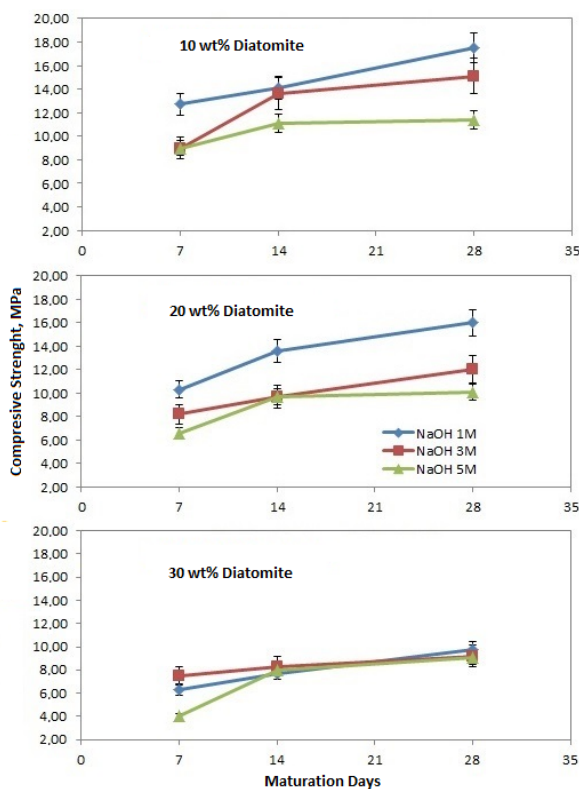 20,00
18,00
10 wt% Diatomite
16,00
14,00
12,00
10,00
8,00
6,00
4,00
2,00
0 7 14 21 28 35
20,00
18,00
20 wt% Diatomite
16,00
14,00
12,00
10,00
8,00
6,00
4,00
2,00
NaOH 1M
NaOH 3M
NaOH 5M
0 7 14 21 28 35
Compresive Strenght, MPa
20,00
18,00
30 wt% Diatomite
16,00
14,00
12,00
10,00
8,00
6,00
4,00
2,00
0 7 14 21 28 35
Maturation Days